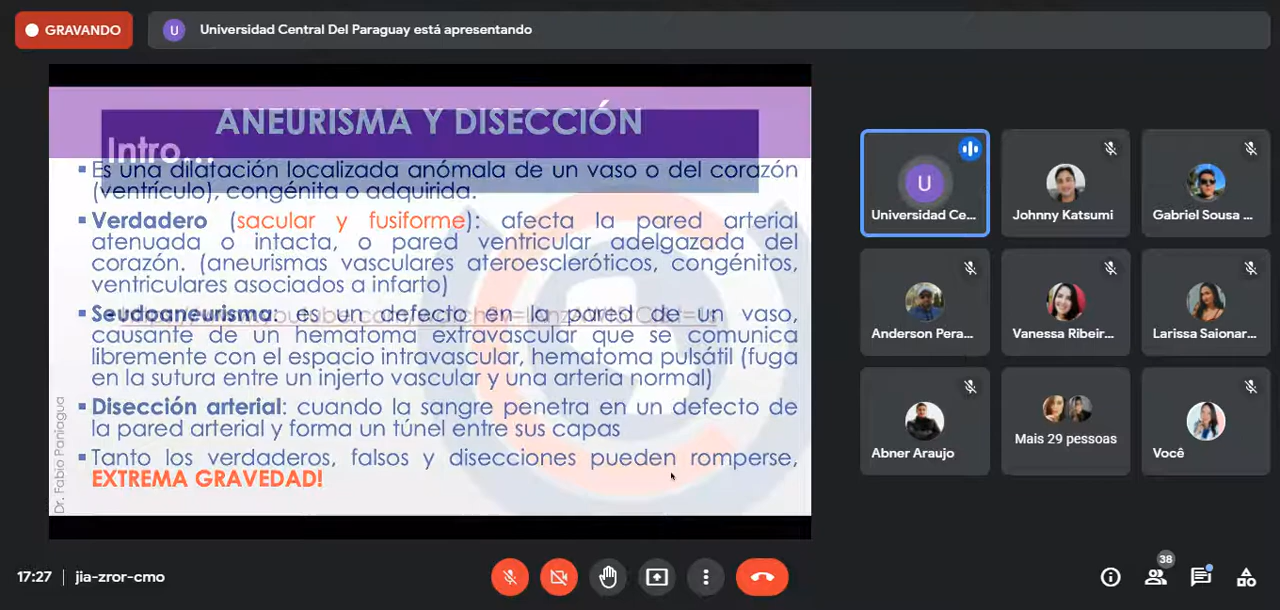 GRAVANDO
U
Universidad Central Del Paraguay está apresentando
ANEURISMA Y DISECCIÓN
Intro...
Es una dilatación localizada anómala de un vaso o del corazón
(ventrículo), congénita o adquirida.
Verdadero (sacular y fusiforme): afecta la pared arterial
atenuada o intacta, o pared ventricular adelgazada del
corazón. (aneurismas vasculares ateroescleróticos, congénitos,
ventriculares asociados a infarto)
Seudoaneurisma: es un defecto en la pared de un vaso,
causante de un hematoma extravascular que se comunica
libremente con el espacio intravascular, hematoma pulsátil (fuga
en la sutura entre un injerto vascular y una arteria normal)
Disección arterial: cuando la sangre penetra en un defecto de
la pared arterial y forma un túnel entre sus capas
Tanto los verdaderos, falsos y disecciones pueden romperse,
EXTREMA GRAVEDAD!
Dr. Fabio Paniagua
U
Universidad Ce...
Johnny Katsumi
Gabriel Sousa ...
Anderson Pera...
Vanessa Ribeir...
Larissa Saionar...
Abner Araujo
Mais 29 pessoas
Você
17:27
jia-zror-cmo
38